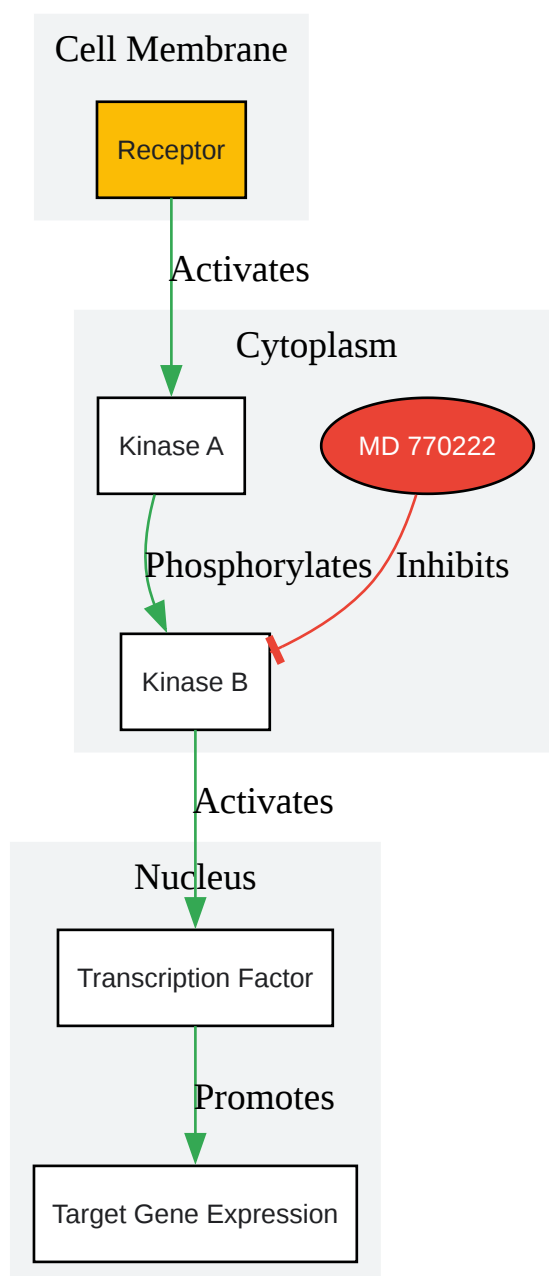 Cell Membrane
Receptor
Activates
Cytoplasm
Kinase A
MD 770222
Phosphorylates
Inhibits
Kinase B
Activates
Nucleus
Transcription Factor
Promotes
Target Gene Expression